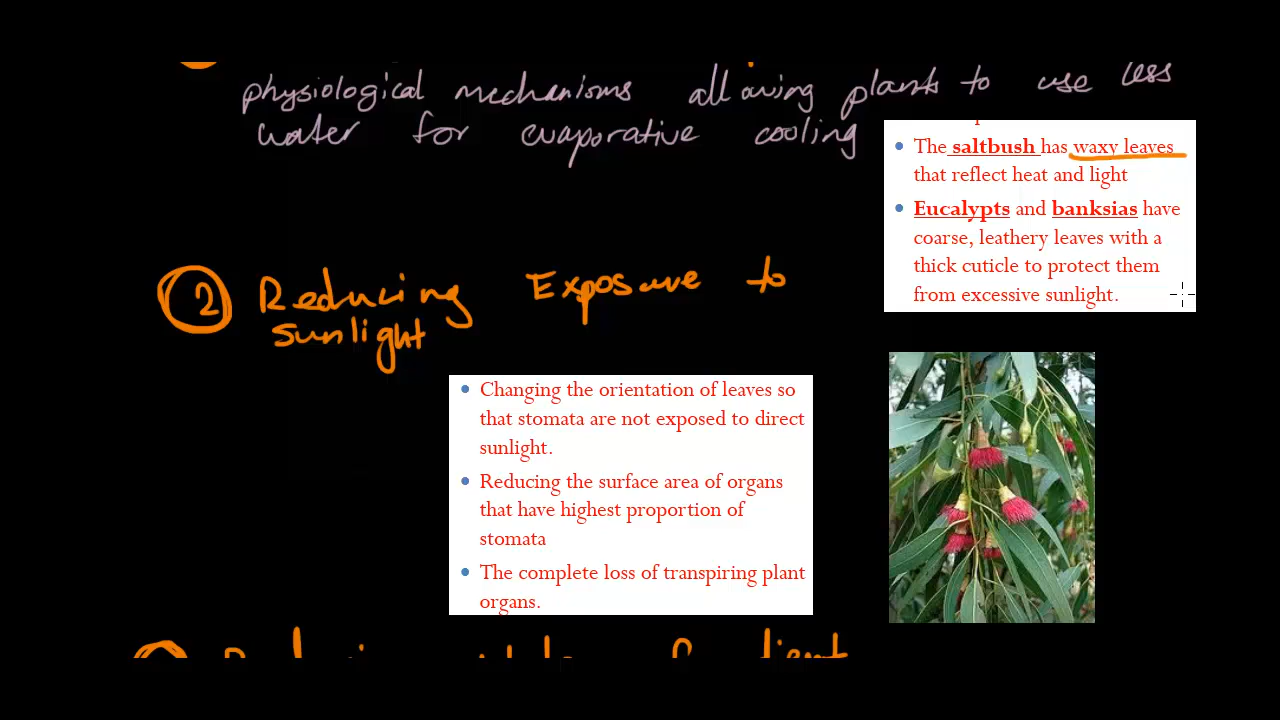 physiological mechanisms allowing plants to use less
water for evaporative cooling
• The saltbush has waxy leaves
that reflect heat and light
• Eucalypts and banksias have
coarse, leathery leaves with a
thick cuticle to protect them
from excessive sunlight.
2 Reducing Exposure to
sunlight
• Changing the orientation of leaves so
that stomata are not exposed to direct
sunlight.
• Reducing the surface area of organs
that have highest proportion of
stomata
• The complete loss of transpiring plant
organs.